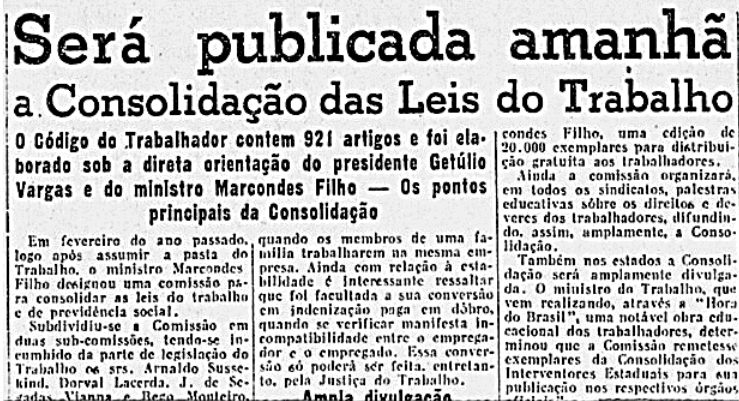 Será publicada amanhã
a Consolidação das Leis do Trabalho
O Código do Trabalhador contem 921 artigos e foi ela-
borado sob a direta orientação do presidente Getúlio
Vargas e do ministro Marcondes Filho — Os pontos
principais da Consolidação
Em fevereiro do ano passado,
logo após assumir a pasta do
Trabalho, o ministro Marcondes
Filho designou uma comissão pa-
ra consolidar as leis do trabalho
e de previdência social.
Subdividiu-se a Comissão em
duas sub-comissões, tendo-se in-
cumbido da parte de legislação do
Trabalho os srs. Arnaldo Susse-
kind, Dorval Lacerda, J. de Se-
gadas Vianna e Rego Monteiro,
quando os membros de uma fa-
mília trabalharem na mesma em-
presa. Ainda com relação à esta-
bilidade é interessante ressaltar
que foi facultada a sua conversão
em indenização paga em dôbro,
quando se verificar manifesta in-
compatibilidade entre o emprega-
dor e o empregado. Essa conver-
são só poderá ser feita, entretan-
to, pela Justiça do Trabalho.
Ampla divulgação
condes Filho, uma edição de
20.000 exemplares para distribui-
ção gratuita aos trabalhadores.
Ainda a comissão organizará,
em todos os sindicatos, palestras
educativas sôbre os direitos e de-
veres dos trabalhadores, difundin-
do, assim, amplamente, a Conso-
lidação.
Também nos estados a Consoli-
dação será amplamente divulga-
da. O ministro do Trabalho, que
vem realizando, através a "Hora
do Brasil", uma notável obra edu-
cacional dos trabalhadores, deter-
minou que a Comissão remetesse
exemplares da Consolidação dos
Interventores Estaduais para sua
publicação nos respectivos órgãos